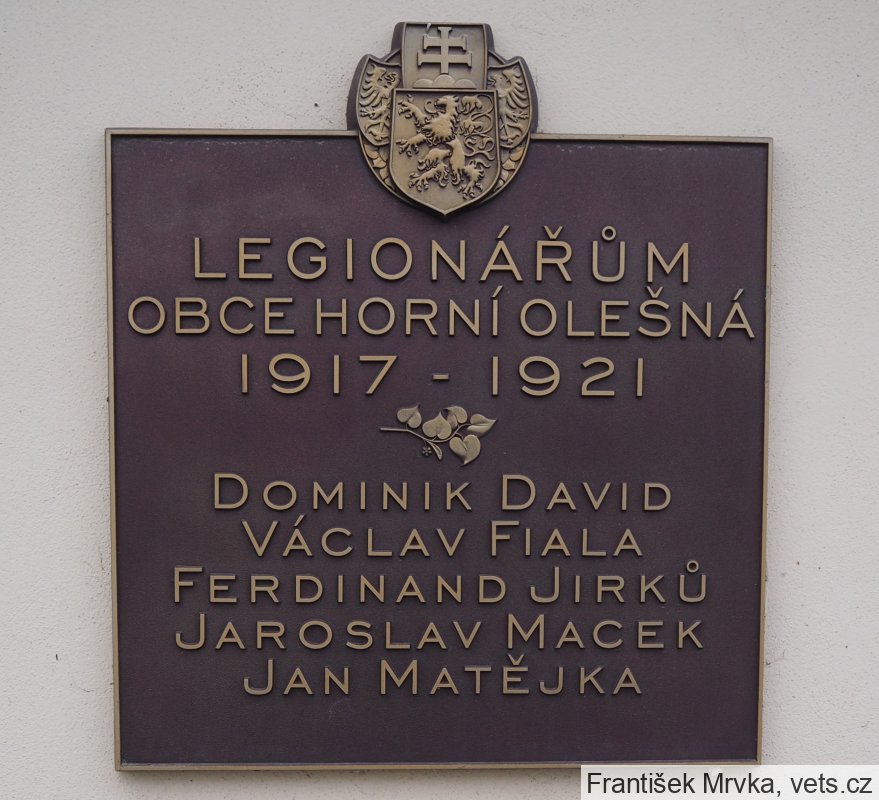 LEGIONÁŘŮM
OBCE HORNÍ OLEŠNÁ
1917 - 1921
DOMINIK DAVID
VÁCLAV FIALA
FERDINAND JIRKŮ
JAROSLAV MACEK
JAN MATĚJKA
František Mrvka, vets.cz